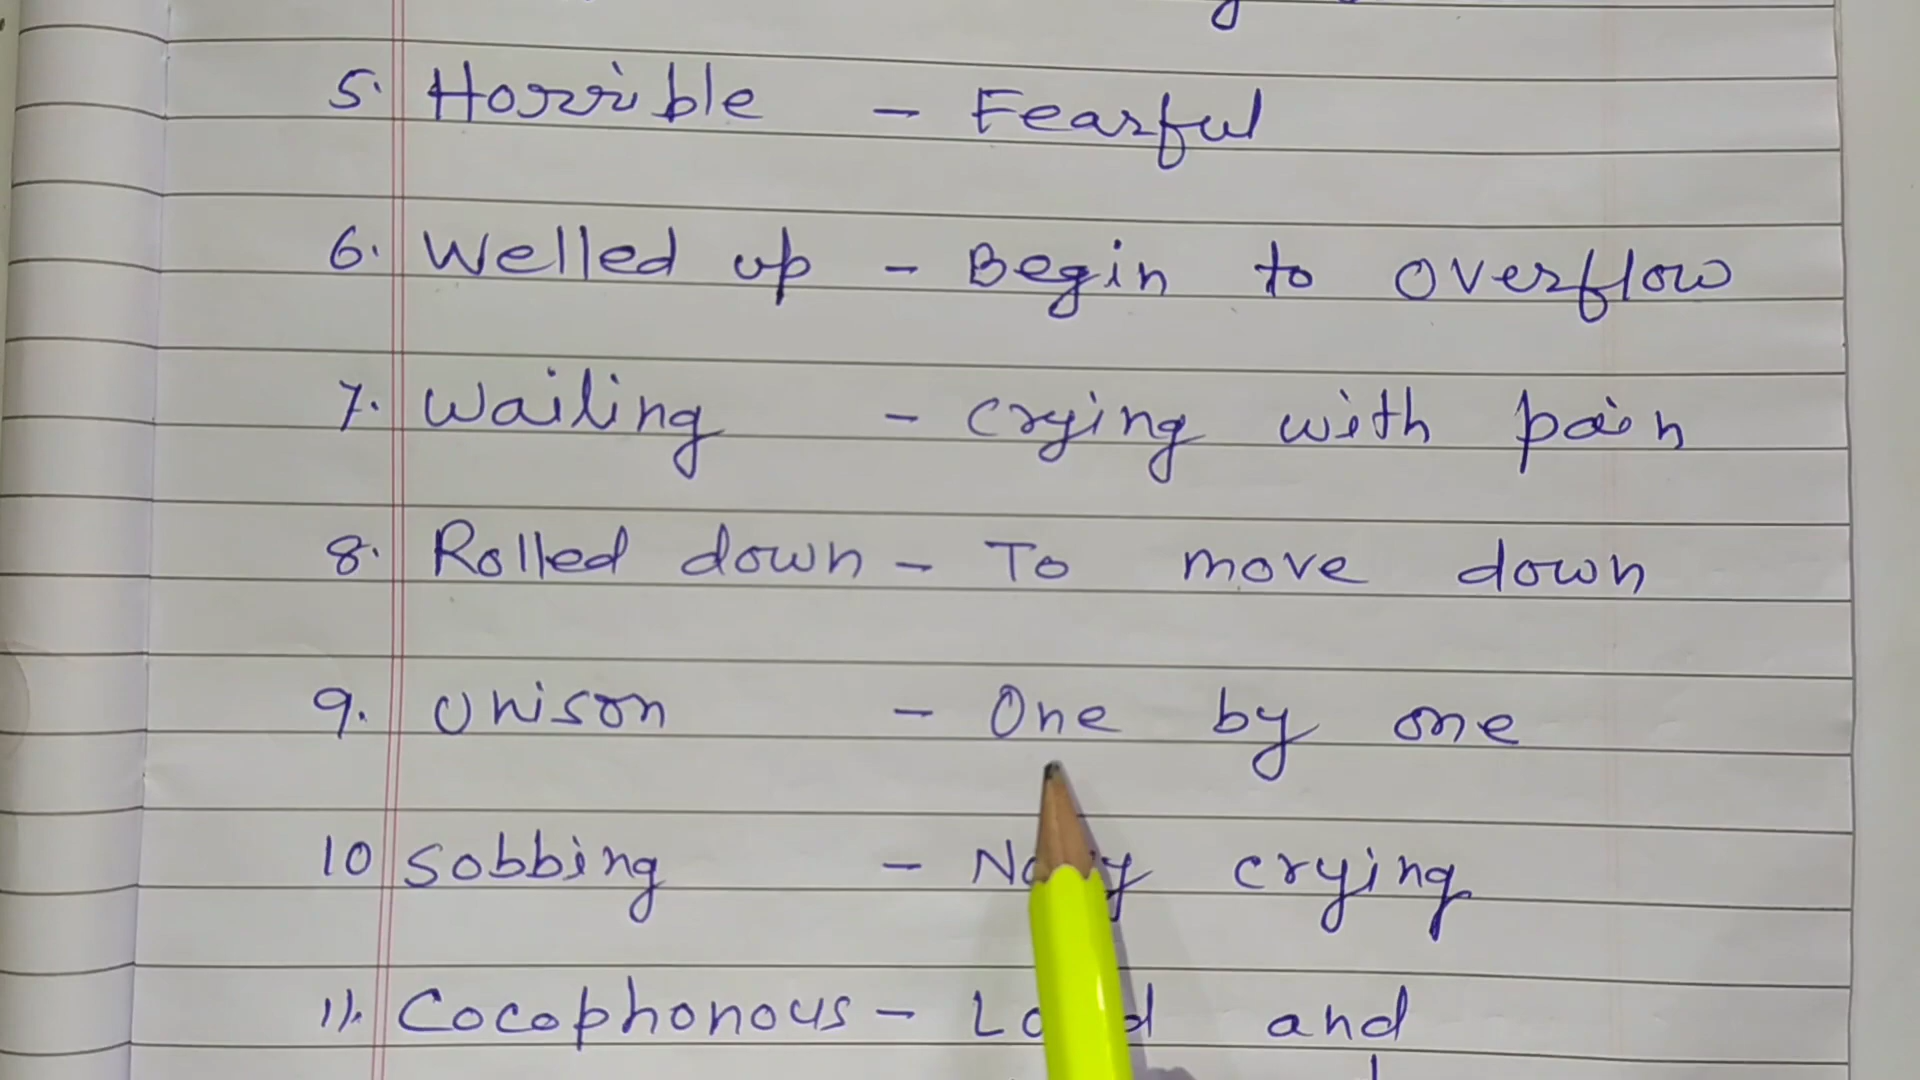 5. Horrible - Fearful
6. Welled up - Begin to overflow
7. Wailing - crying with pain
8. Rolled down - To move down
9. Unison - One by one
10 Sobbing - crying
11. Cocophonous - and